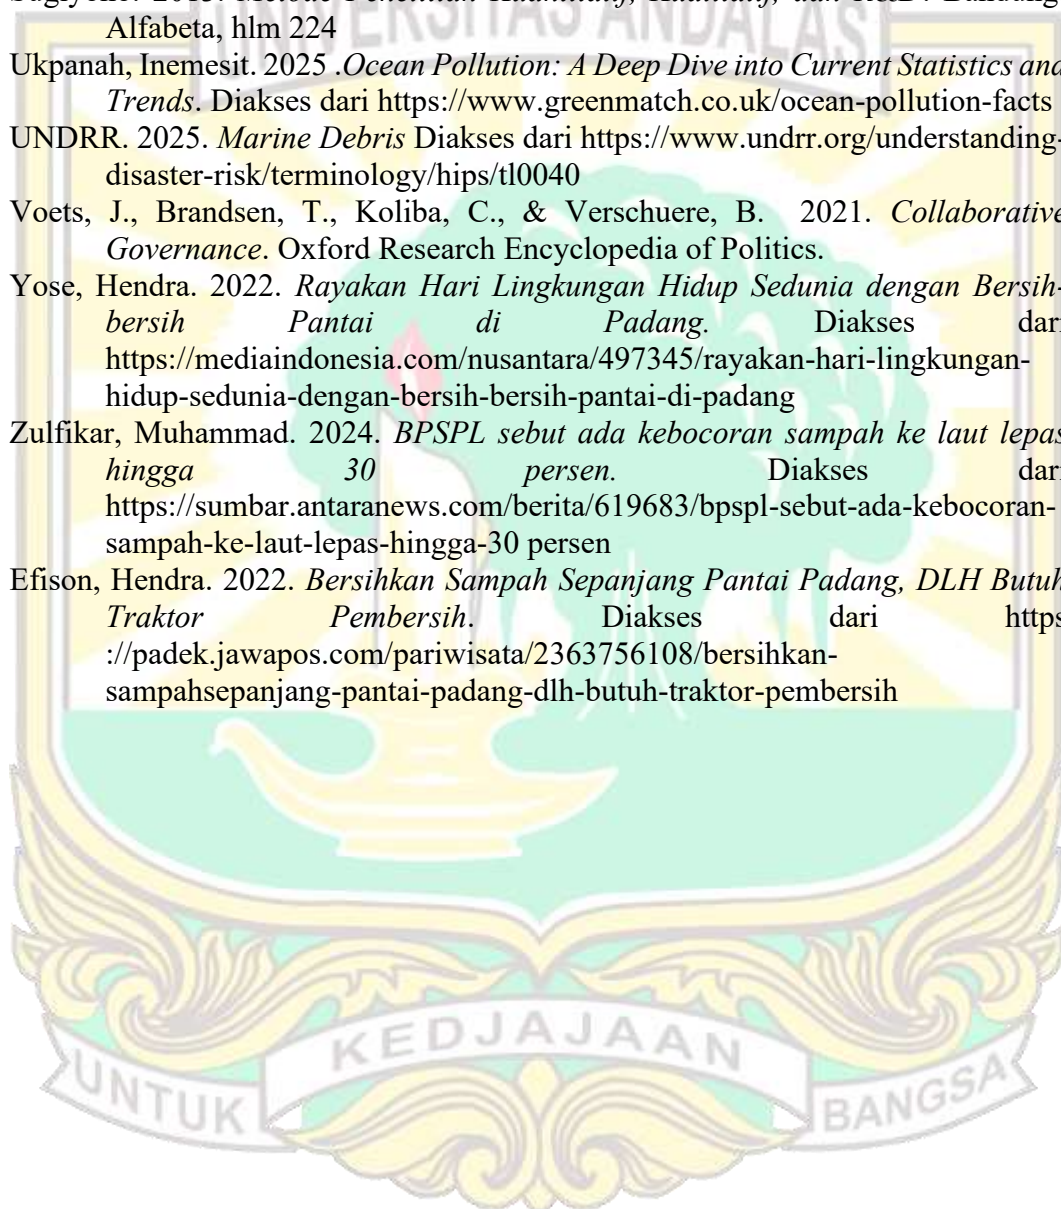 Alfabeta, hlm 224
Ukpanah, Inemesit. 2025 .Ocean Pollution: A Deep Dive into Current Statistics and
Trends. Diakses dari https://www.greenmatch.co.uk/ocean-pollution-facts
UNDRR. 2025. Marine Debris Diakses dari https://www.undrr.org/understanding-
disaster-risk/terminology/hips/tl0040
Voets, J., Brandsen, T., Koliba, C., & Verschuere, B. 2021. Collaborative
Governance. Oxford Research Encyclopedia of Politics.
Yose, Hendra. 2022. Rayakan Hari Lingkungan Hidup Sedunia dengan Bersih-
bersih Pantai di Padang. Diakses dari
https://mediaindonesia.com/nusantara/497345/rayakan-hari-lingkungan-
hidup-sedunia-dengan-bersih-bersih-pantai-di-padang
Zulfikar, Muhammad. 2024. BPSPL sebut ada kebocoran sampah ke laut lepas
hingga 30 persen. Diakses dari
https://sumbar.antaranews.com/berita/619683/bpspl-sebut-ada-kebocoran-
sampah-ke-laut-lepas-hingga-30 persen
Efison, Hendra. 2022. Bersihkan Sampah Sepanjang Pantai Padang, DLH Butuh
Traktor Pembersih. Diakses dari https
://padek.jawapos.com/pariwisata/2363756108/bersihkan-
sampahsepanjang-pantai-padang-dlh-butuh-traktor-pembersih
UNTUK KEDJAJAAN BANGSA